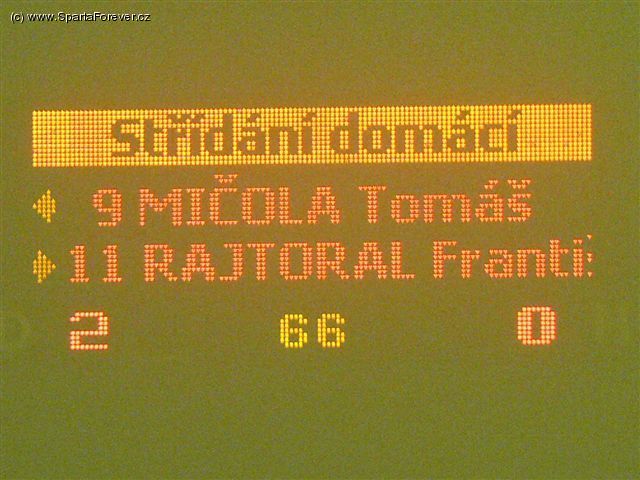 (c) www.SpartaForever.cz
Střídání domácí
9 MIČOLA Tomáš
11 RAJTORAL Franti
2 66 0